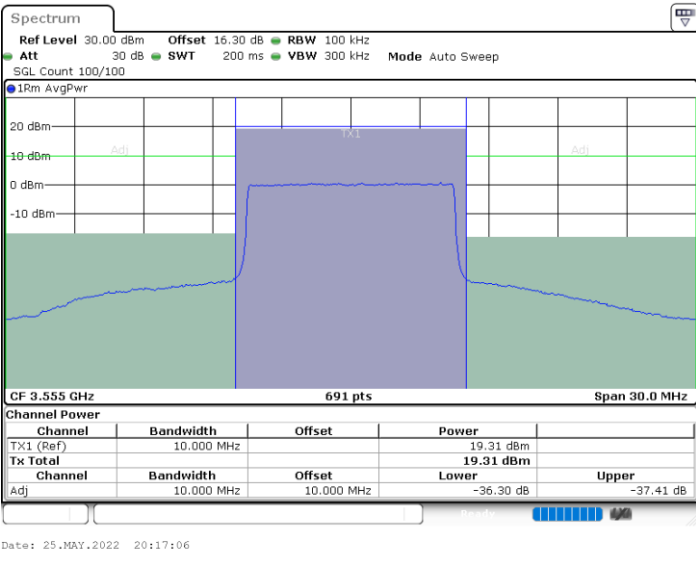 Spectrum
Ref Level 30.00 dBm Offset 16.30 dB RBW 100 kHz
Att 30 dB SWT 200 ms VBW 300 kHz Mode Auto Sweep
SGL Count 100/100
1Rm AvgPwr
20 dBm
TX1
Adj Adj
10 dBm
0 dBm
-10 dBm
CF 3.555 GHz 691 pts Span 30.0 MHz
Channel Power
Channel Bandwidth Offset Power
TX1 (Ref) 10.000 MHz 19.31 dBm
Tx Total 19.31 dBm
Channel Bandwidth Offset Lower Upper
Adj 10.000 MHz 10.000 MHz -36.30 dB -37.41 dB
Ready
Date: 25.MAY.2022 20:17:06